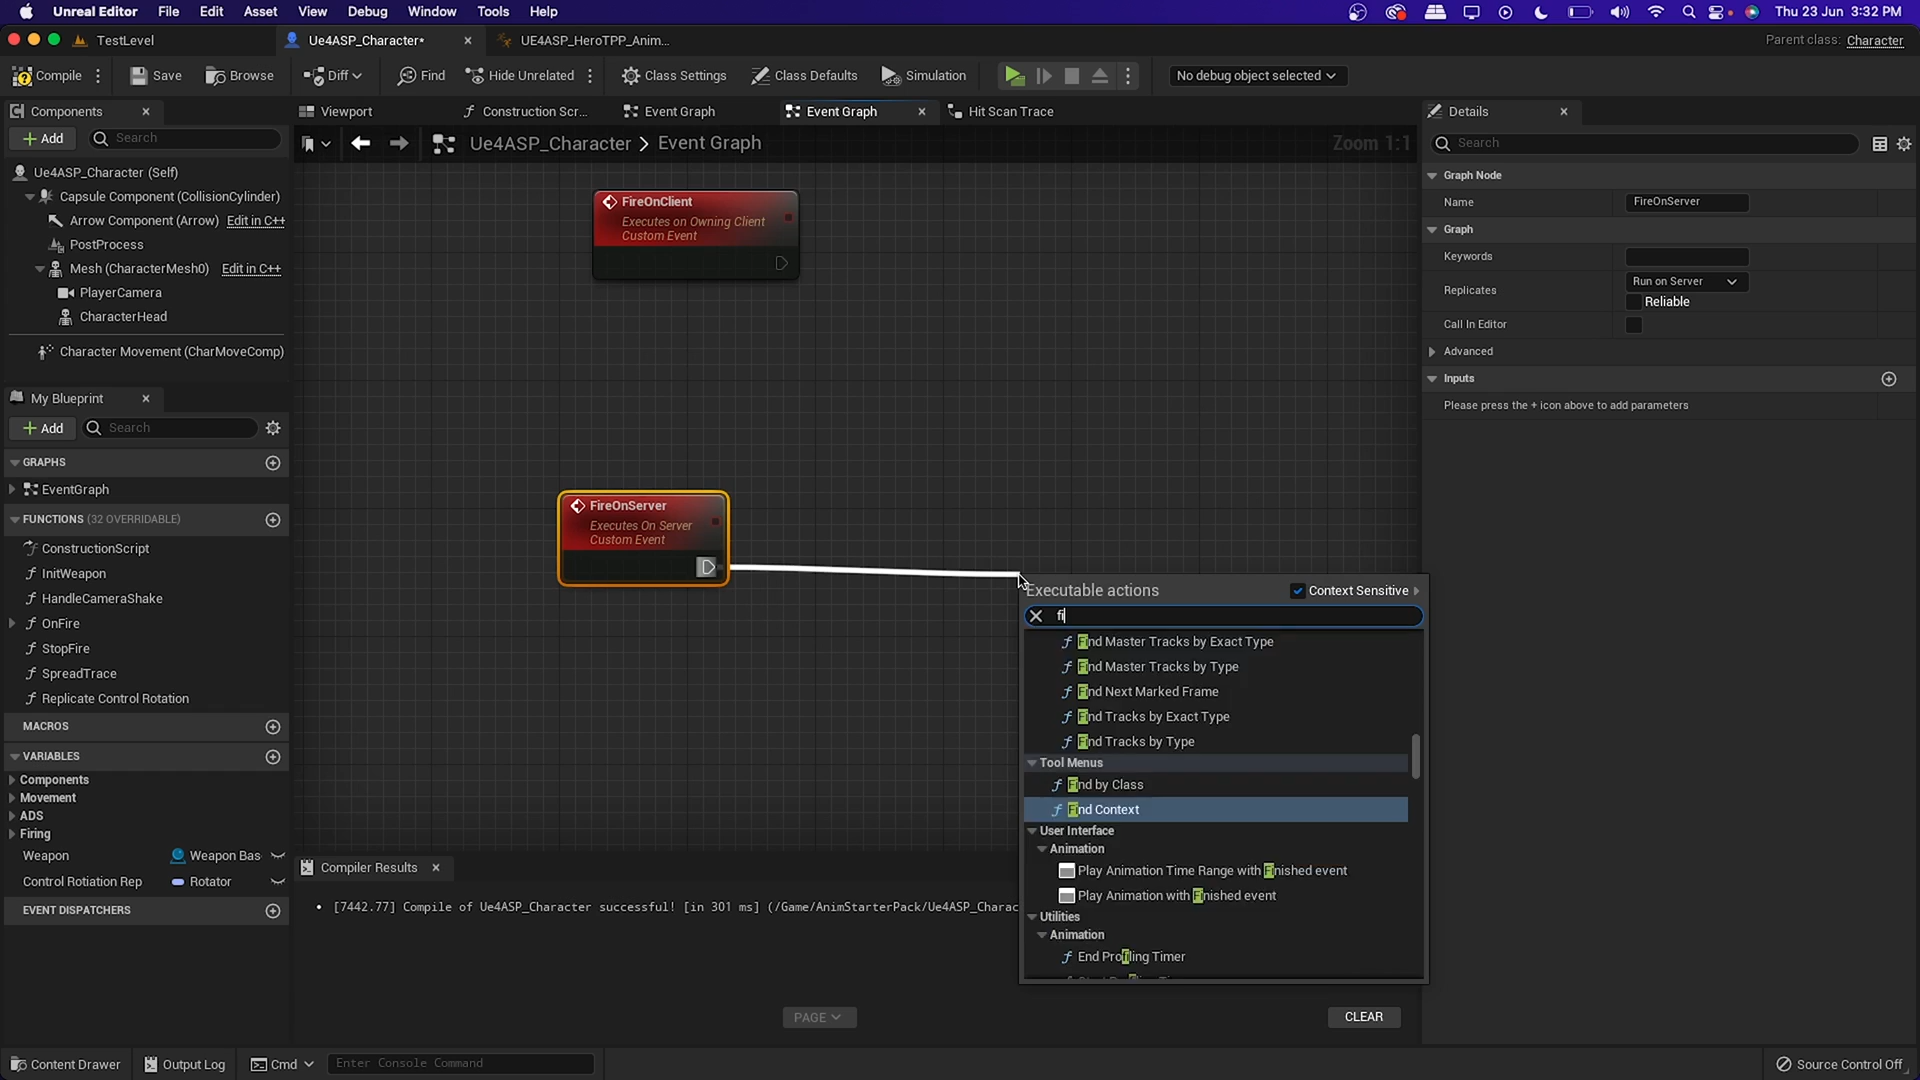 Unreal Editor File Edit Asset View Debug Window Tools Help Thu 23 Jun 3:32 PM
TestLevel Ue4ASP_Character* UE4ASP_HeroTPP_Anim... Parent class: Character
Compile Save Browse Diff Find Hide Unrelated Class Settings Class Defaults Simulation No debug object selected
Components Viewport Construction Scr... Event Graph Event Graph Hit Scan Trace Details
Add Search Ue4ASP_Character > Event Graph Zoom 1:1 Search
Ue4ASP_Character (Self)
Capsule Component (CollisionCylinder)
Arrow Component (Arrow) Edit in C++
PostProcess
Mesh (CharacterMesh0) Edit in C++
PlayerCamera
CharacterHead
Character Movement (CharMoveComp)
My Blueprint
Add Search
GRAPHS
EventGraph
FUNCTIONS (32 OVERRIDABLE)
ConstructionScript
InitWeapon
HandleCameraShake
OnFire
StopFire
SpreadTrace
Replicate Control Rotation
MACROS
VARIABLES
Components
Movement
ADS
Firing
Weapon Weapon Bas
Control Rotiation Rep Rotator
EVENT DISPATCHERS
FireOnClient
Executes on Owning Client
Custom Event
FireOnServer
Executes On Server
Custom Event
Executable actions Context Sensitive
fi
Find Master Tracks by Exact Type
Find Master Tracks by Type
Find Next Marked Frame
Find Tracks by Exact Type
Find Tracks by Type
Tool Menus
Find by Class
Find Context
User Interface
Animation
Play Animation Time Range with Finished event
Play Animation with Finished event
Utilities
Animation
End Profiling Timer
Compiler Results
[7442.77] Compile of Ue4ASP_Character successful! [in 301 ms] (/Game/AnimStarterPack/Ue4ASP_Charac
PAGE CLEAR
Graph Node
Name FireOnServer
Graph
Keywords
Replicates Run on Server
Reliable
Call In Editor
Advanced
Inputs
Please press the + icon above to add parameters
Content Drawer Output Log Cmd Enter Console Command Source Control Off